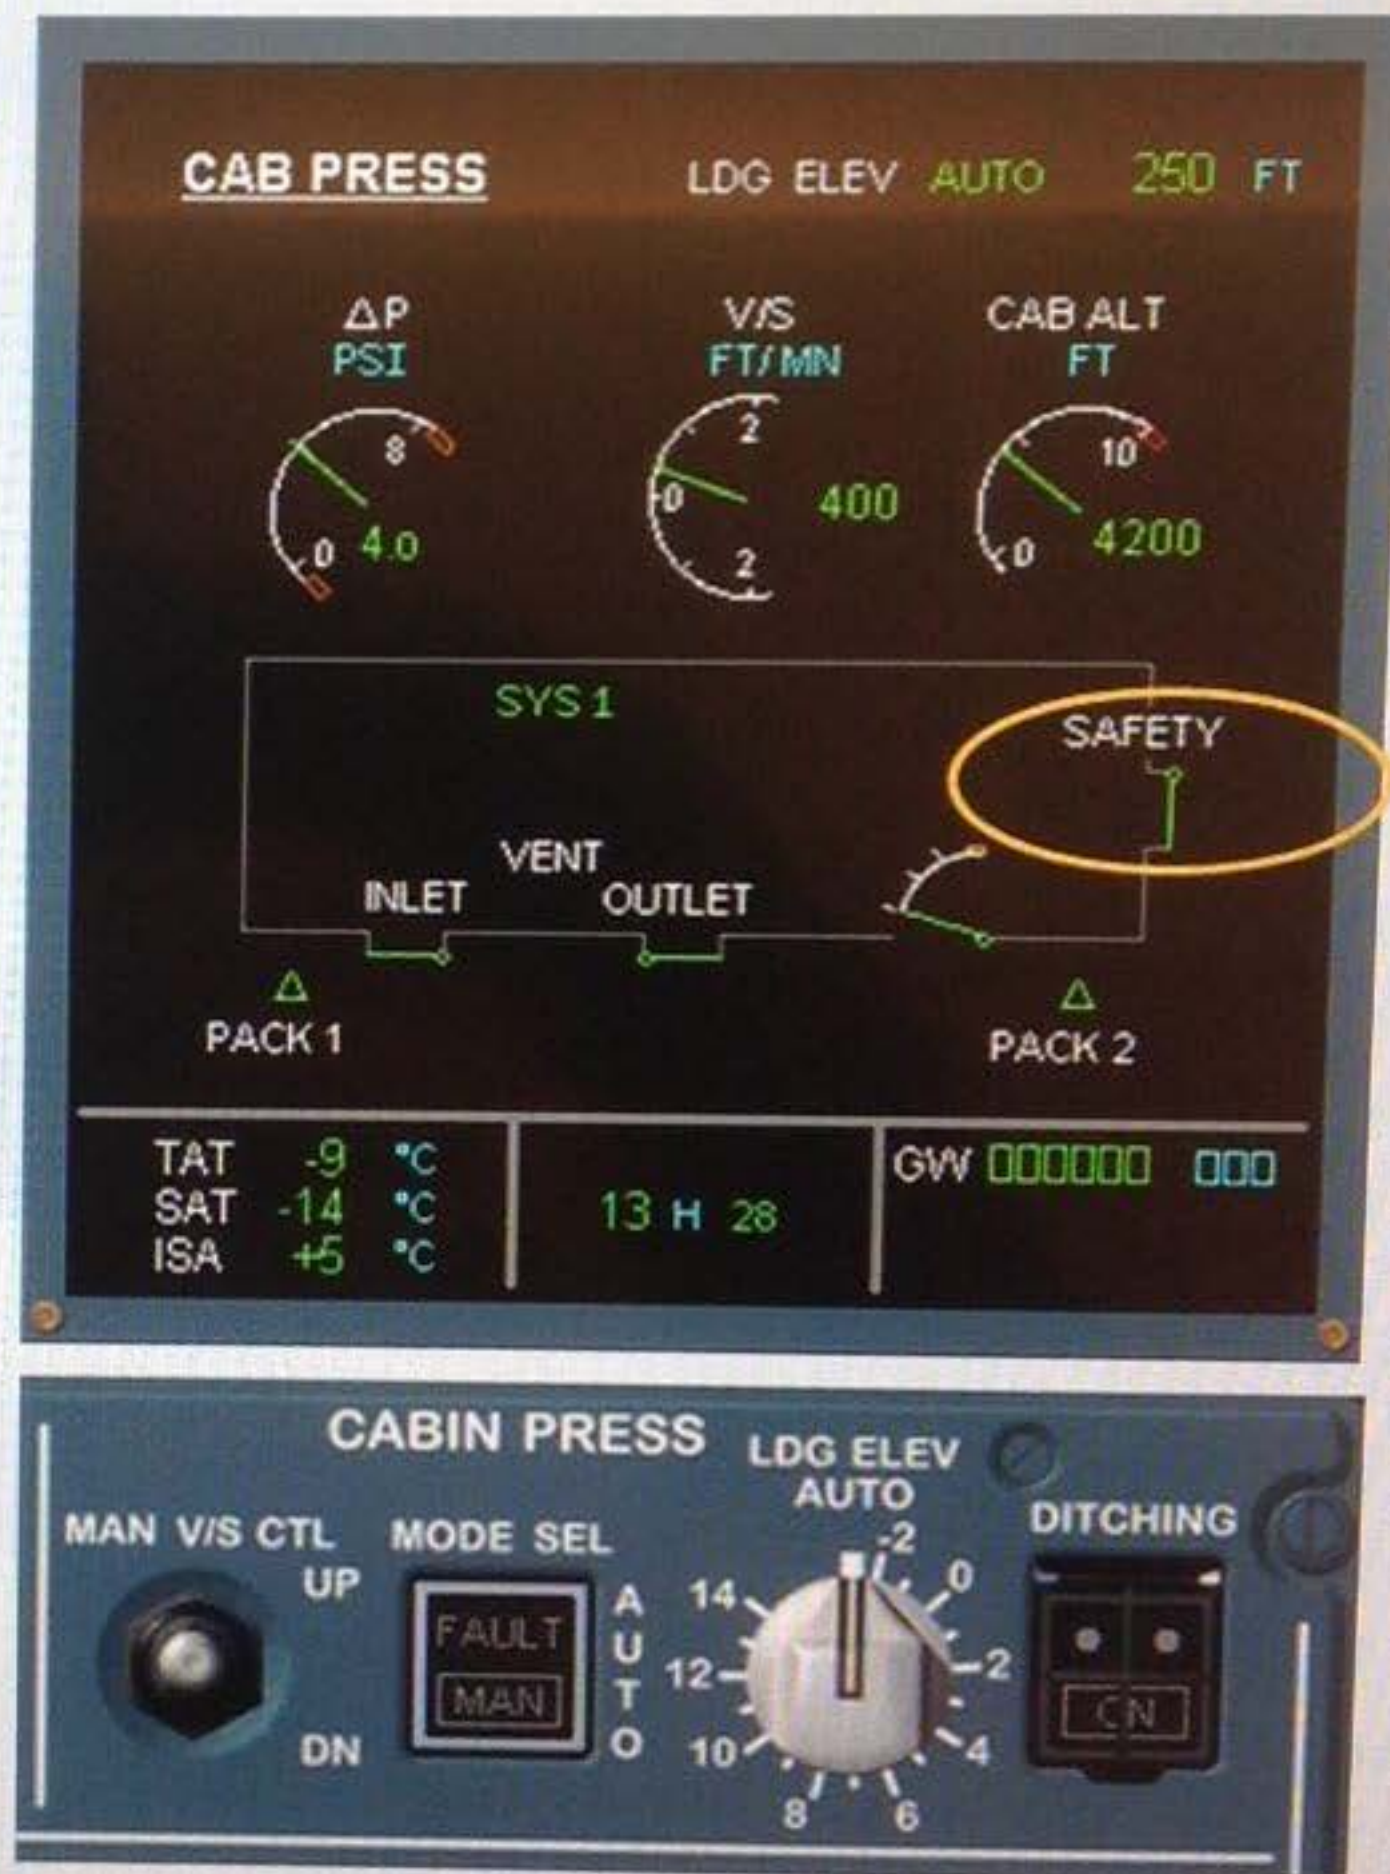 CAB PRESS LDG ELEV AUTO 250 FT
ΔP V/S CAB ALT
PSI FT/MN FT
8 2 10
0 400
0 4.0 2 0 4200
SYS 1
SAFETY
VENT
INLET OUTLET
PACK 1 PACK 2
TAT -9 °C GW
SAT -14 °C 13 H 28
ISA +5 °C
CABIN PRESS
LDG ELEV
AUTO
MAN V/S CTL MODE SEL DITCHING
UP
DN
FAULT
MAN
AUTO
-2 0 2 4 6 8 10 12 14
ON